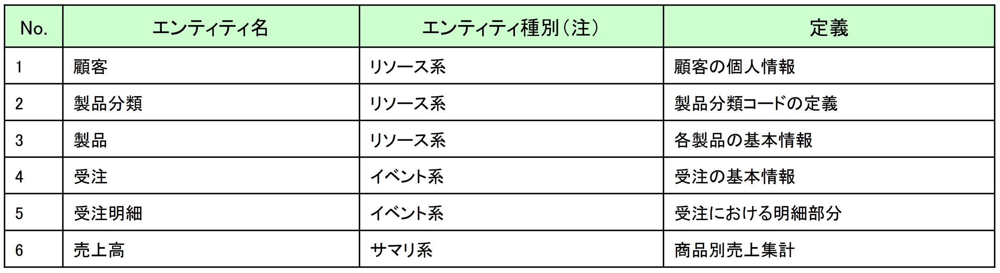 No. エンティティ名 エンティティ種別（注） 定義
1 顧客 リソース系 顧客の個人情報
2 製品分類 リソース系 製品分類コードの定義
3 製品 リソース系 各製品の基本情報
4 受注 イベント系 受注の基本情報
5 受注明細 イベント系 受注における明細部分
6 売上高 サマリ系 商品別売上集計